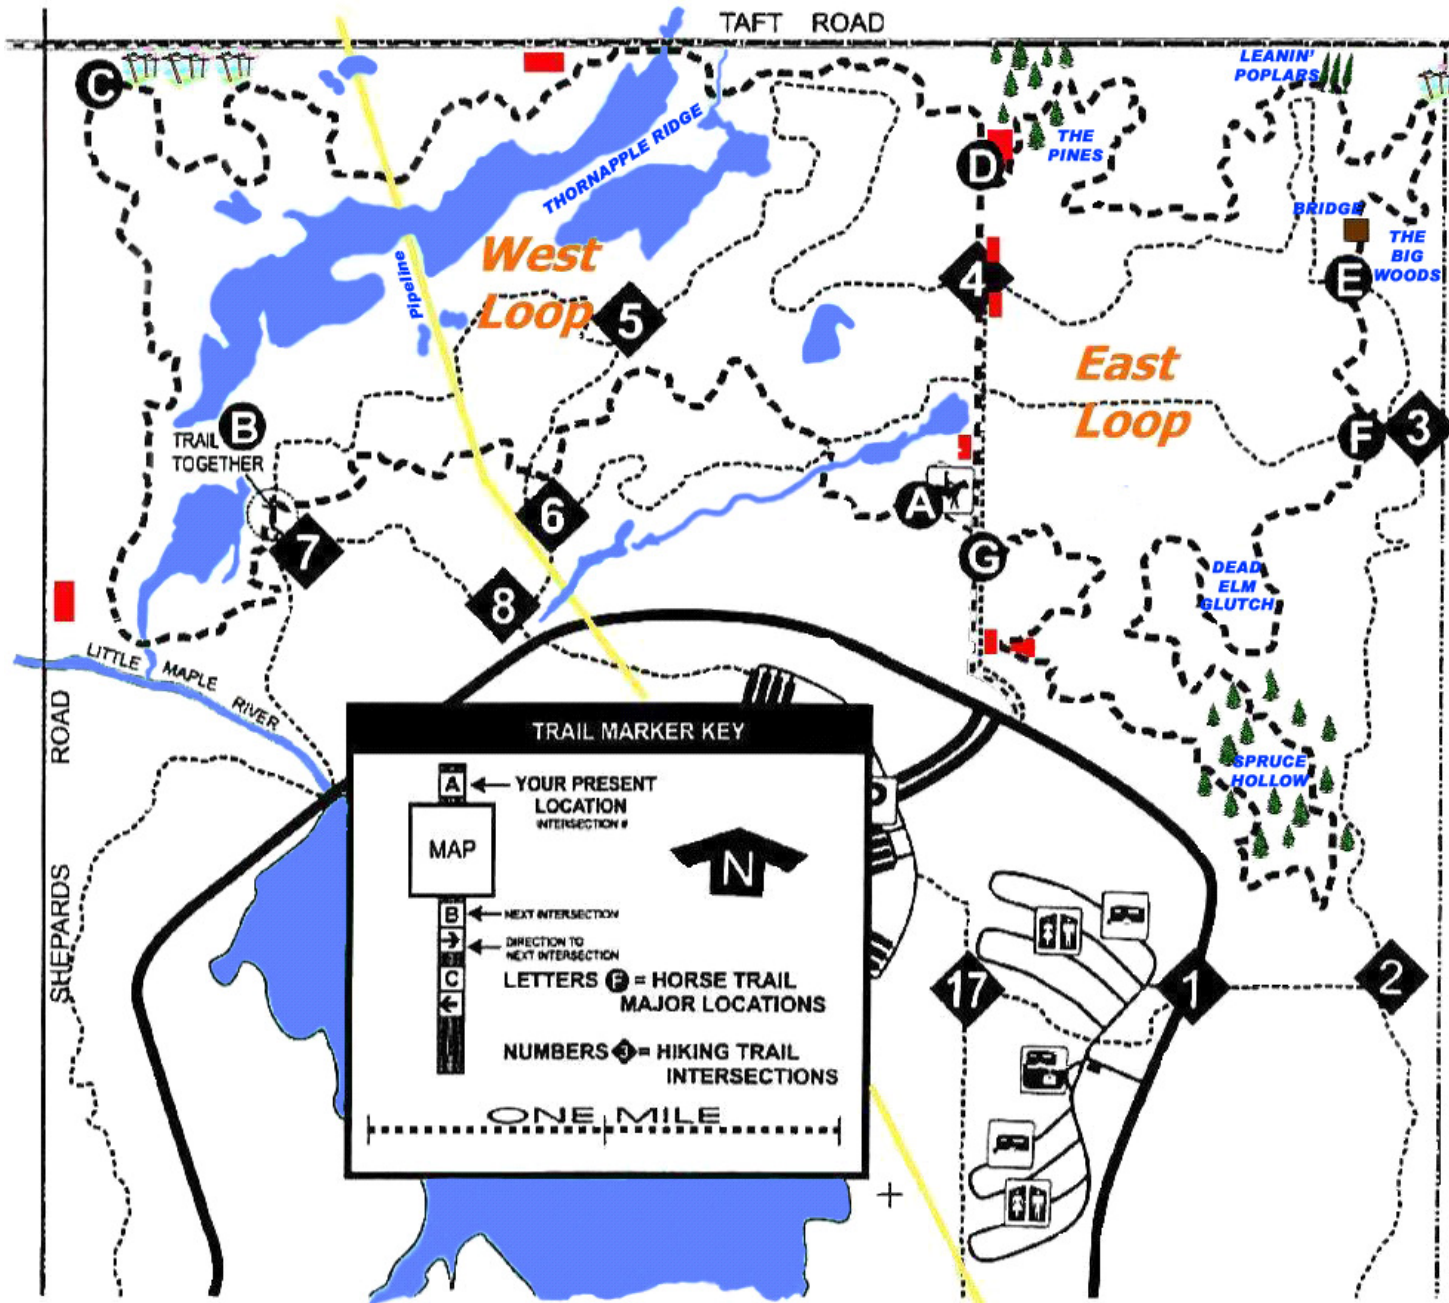 TAFT ROAD
C
LEANIN'
POPLARS
THE
PINES
D
THORNAPPLE RIDGE
BRIDGE
THE
BIG
WOODS
E
West
Loop
Pipeline
4
5
East
Loop
TRAIL
TOGETHER
B
F
3
A
6
7
G
8
DEAD
ELM
GLUTCH
LITTLE MAPLE RIVER
SHEPARDS ROAD
SPRUCE
HOLLOW
TRAIL MARKER KEY
A
YOUR PRESENT
LOCATION
INTERSECTION #
MAP
N
B
NEXT INTERSECTION
DIRECTION TO
NEXT INTERSECTION
C
LETTERS F = HORSE TRAIL
MAJOR LOCATIONS
NUMBERS 3 = HIKING TRAIL
INTERSECTIONS
ONE MILE
17
1
2